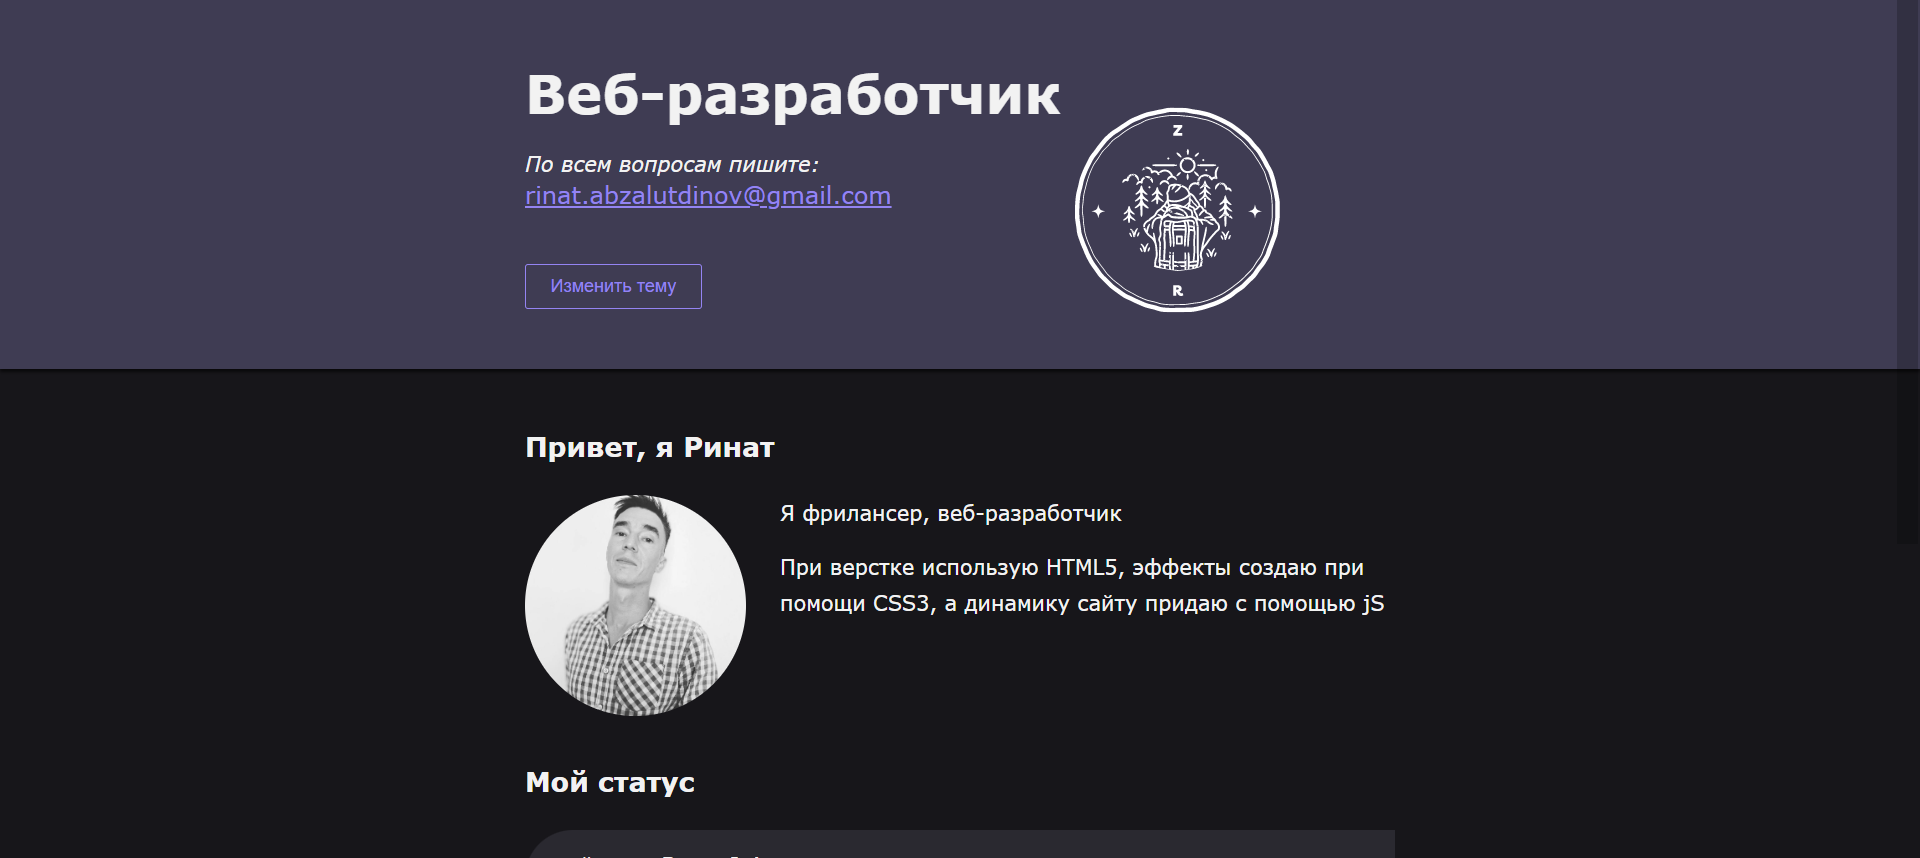 Веб-разработчик
Z
По всем вопросам пишите:
rinat.abzalutdinov@gmail.com
Изменить тему
R
Привет, я Ринат
Я фрилансер, веб-разработчик
При верстке использую HTML5, эффекты создаю при
помощи CSS3, а динамику сайту придаю с помощью jS
Мой статус